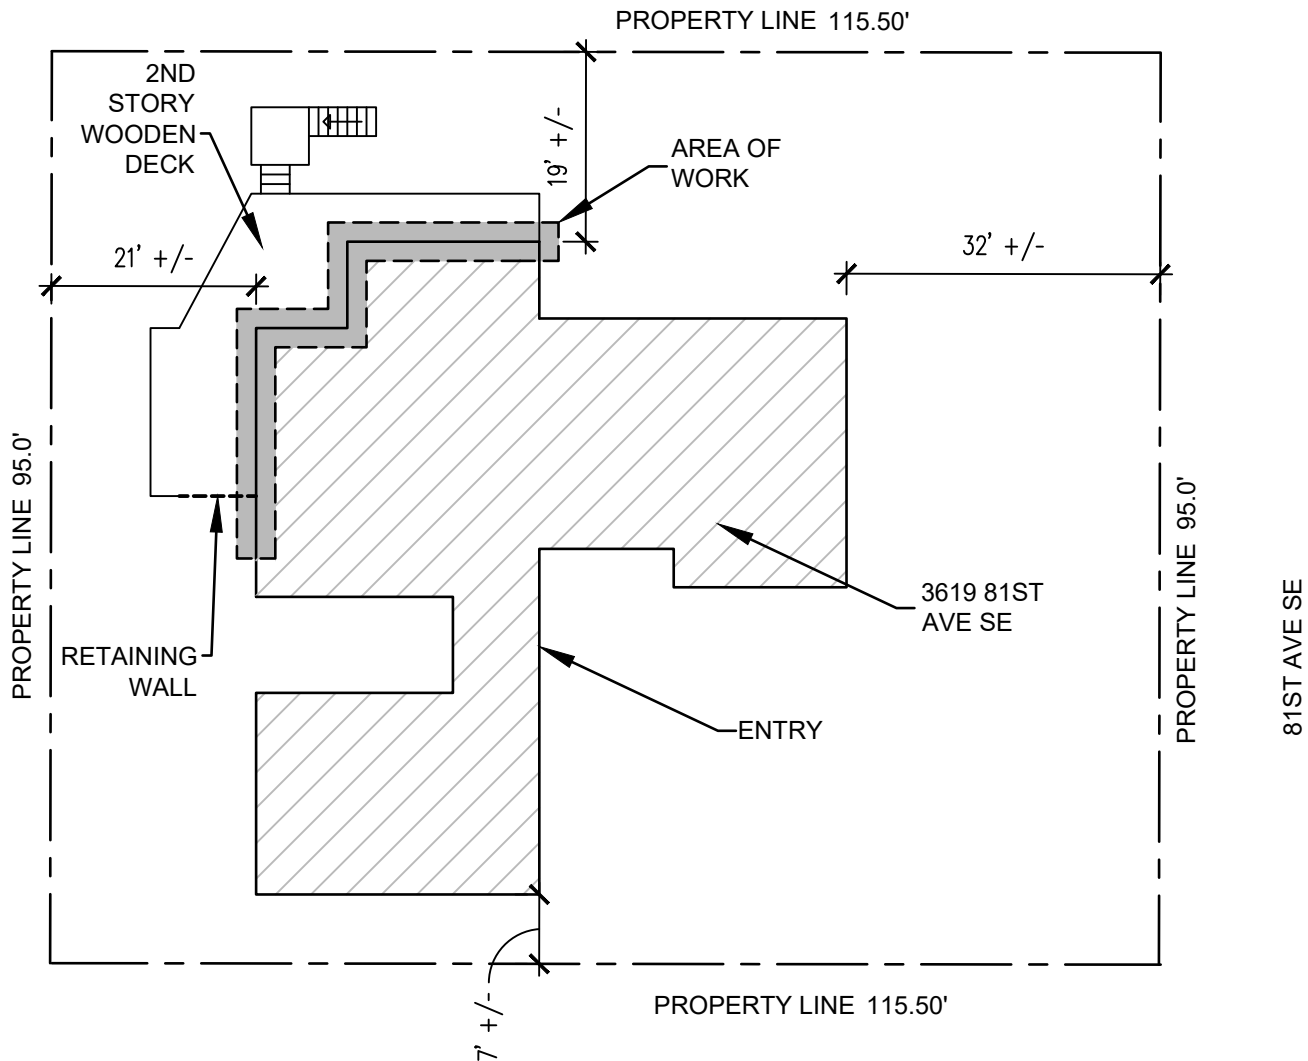 PROPERTY LINE 115.50'
2ND
STORY
WOODEN
DECK
19' +/-
AREA OF
WORK
21' +/-
32' +/-
PROPERTY LINE 95.0'
PROPERTY LINE 95.0'
81ST AVE SE
3619 81ST
AVE SE
RETAINING
WALL
ENTRY
7' +/-
PROPERTY LINE 115.50'